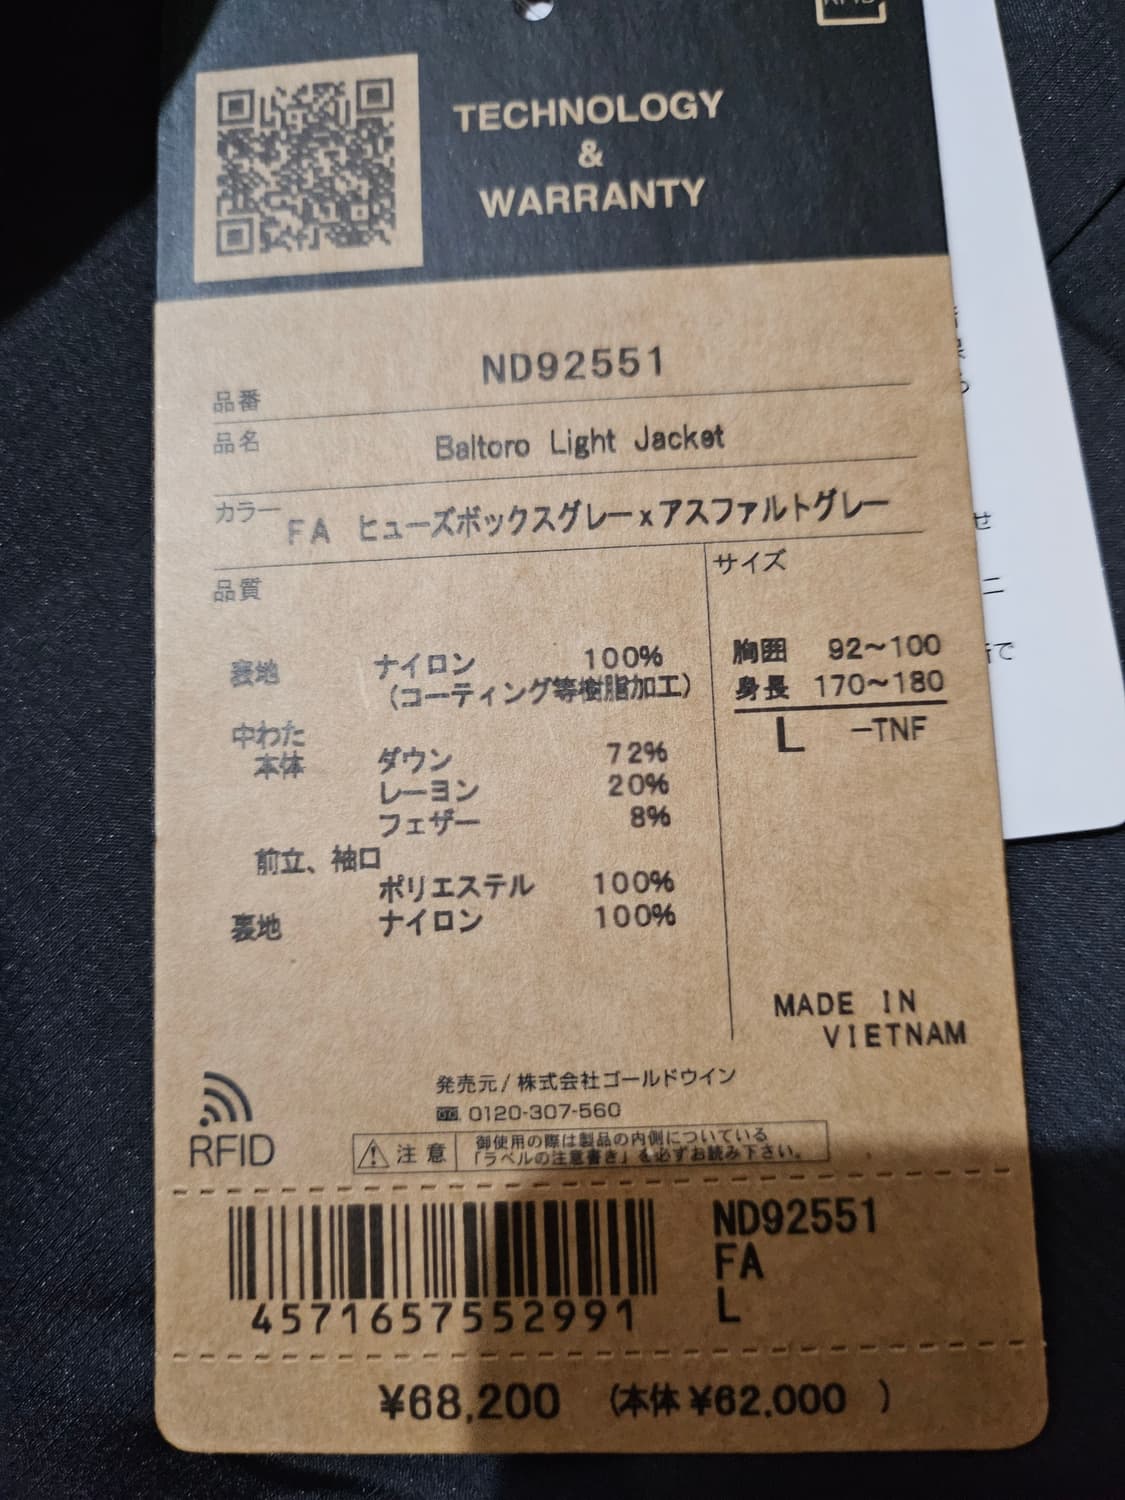 RFID
TECHNOLOGY
&
WARRANTY
品番 ND92551
品名 Baltoro Light Jacket
カラー FA ヒューズボックスグレーxアスファルトグレー
品質
サイズ
表地 ナイロン 100%
(コーティング等樹脂加工)
中わた
本体 ダウン 72%
レーヨン 20%
フェザー 8%
前立、袖口
ポリエステル 100%
裏地 ナイロン 100%
胸囲 92~100
身長 170~180
L -TNF
MADE IN
VIETNAM
RFID
発売元/株式会社ゴールドウイン
0120-307-560
注意 御使用の際は製品の内側についている
「ラベルの注意書き」を必ずお読み下さい。
4571657552991
ND92551
FA
L
¥68,200 (本体¥62,000 )
せ
ニ
で